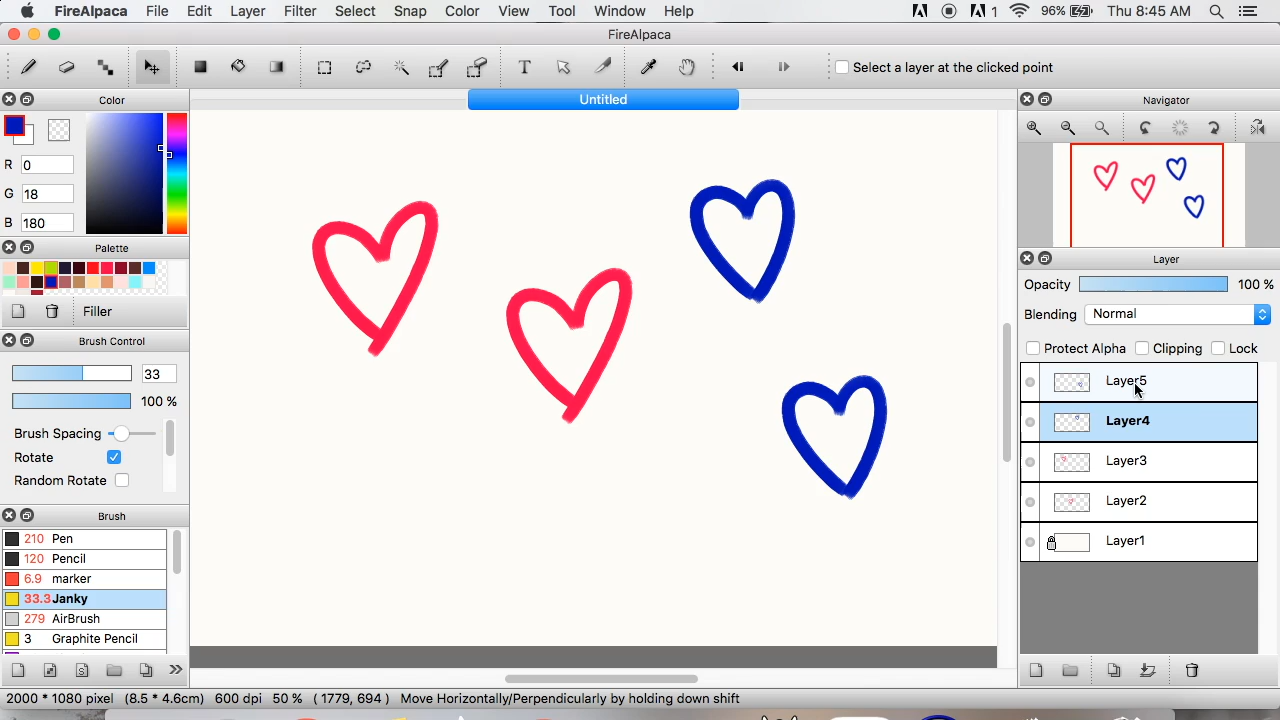 FireAlpaca File Edit Layer Filter Select Snap Color View Tool Window Help 1 96% Thu 8:45 AM
FireAlpaca
T Select a layer at the clicked point
Color
R 0
G 18
B 180
Palette
Filler
Brush Control
33
100 %
Brush Spacing
Rotate
Random Rotate
Brush
210 Pen
120 Pencil
6.9 marker
33.3 Janky
279 AirBrush
3 Graphite Pencil
Untitled
Navigator
Layer
Opacity 100 %
Blending Normal
Protect Alpha Clipping Lock
Layer5
Layer4
Layer3
Layer2
Layer1
2000 * 1080 pixel (8.5 * 4.6cm) 600 dpi 50 % ( 1779, 694 ) Move Horizontally/Perpendicularly by holding down shift